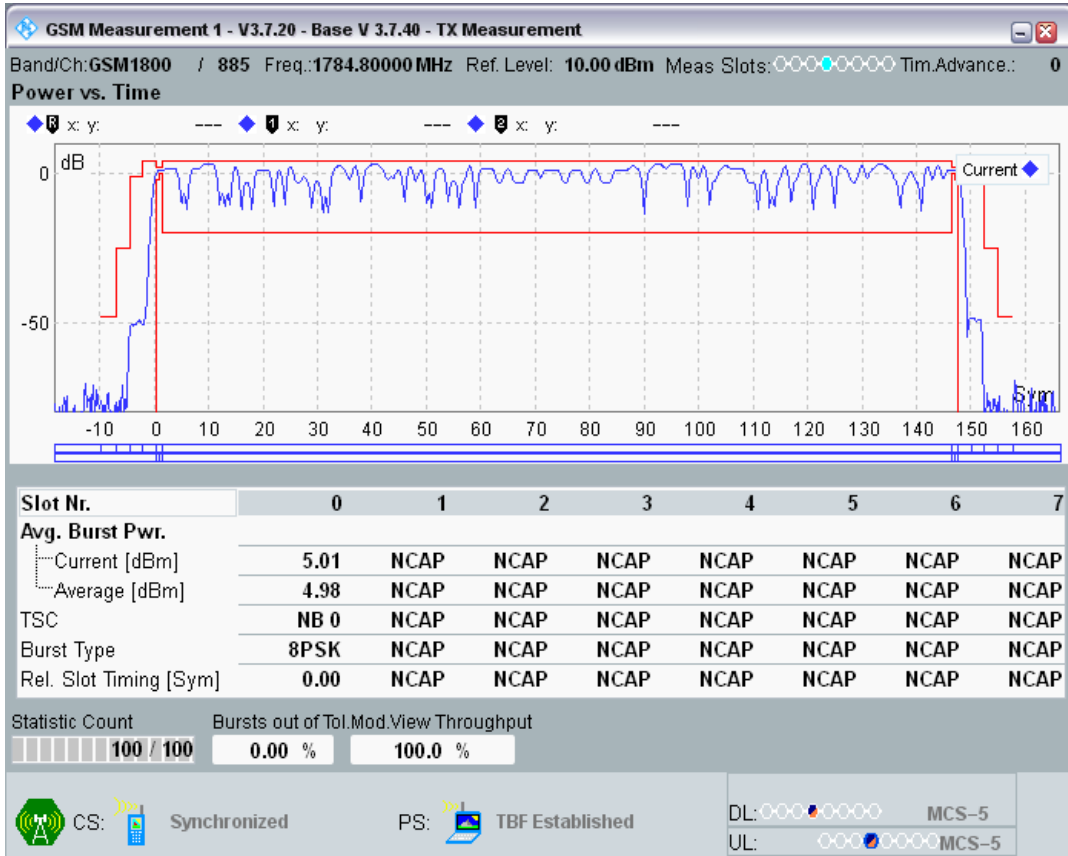 GSM Measurement 1 - V3.7.20 - Base V 3.7.40 - TX Measurement
Band/Ch:GSM1800 / 885 Freq.:1784.80000 MHz Ref. Level: 10.00 dBm Meas Slots: Tim.Advance.: 0
Power vs. Time
R x: y: --- 1 x: y: --- 2 x: y: ---
dB
Current
0
-50
Sym
-10 0 10 20 30 40 50 60 70 80 90 100 110 120 130 140 150 160
Slot Nr. 0 1 2 3 4 5 6 7
Avg. Burst Pwr.
Current [dBm] 5.01 NCAP NCAP NCAP NCAP NCAP NCAP NCAP
Average [dBm] 4.98 NCAP NCAP NCAP NCAP NCAP NCAP NCAP
TSC NB 0 NCAP NCAP NCAP NCAP NCAP NCAP NCAP
Burst Type 8PSK NCAP NCAP NCAP NCAP NCAP NCAP NCAP
Rel. Slot Timing [Sym] 0.00 NCAP NCAP NCAP NCAP NCAP NCAP NCAP
Statistic Count Bursts out of Tol.Mod.View Throughput
100 / 100 0.00 % 100.0 %
CS: Synchronized PS: TBF Established DL: MCS-5
UL: MCS-5